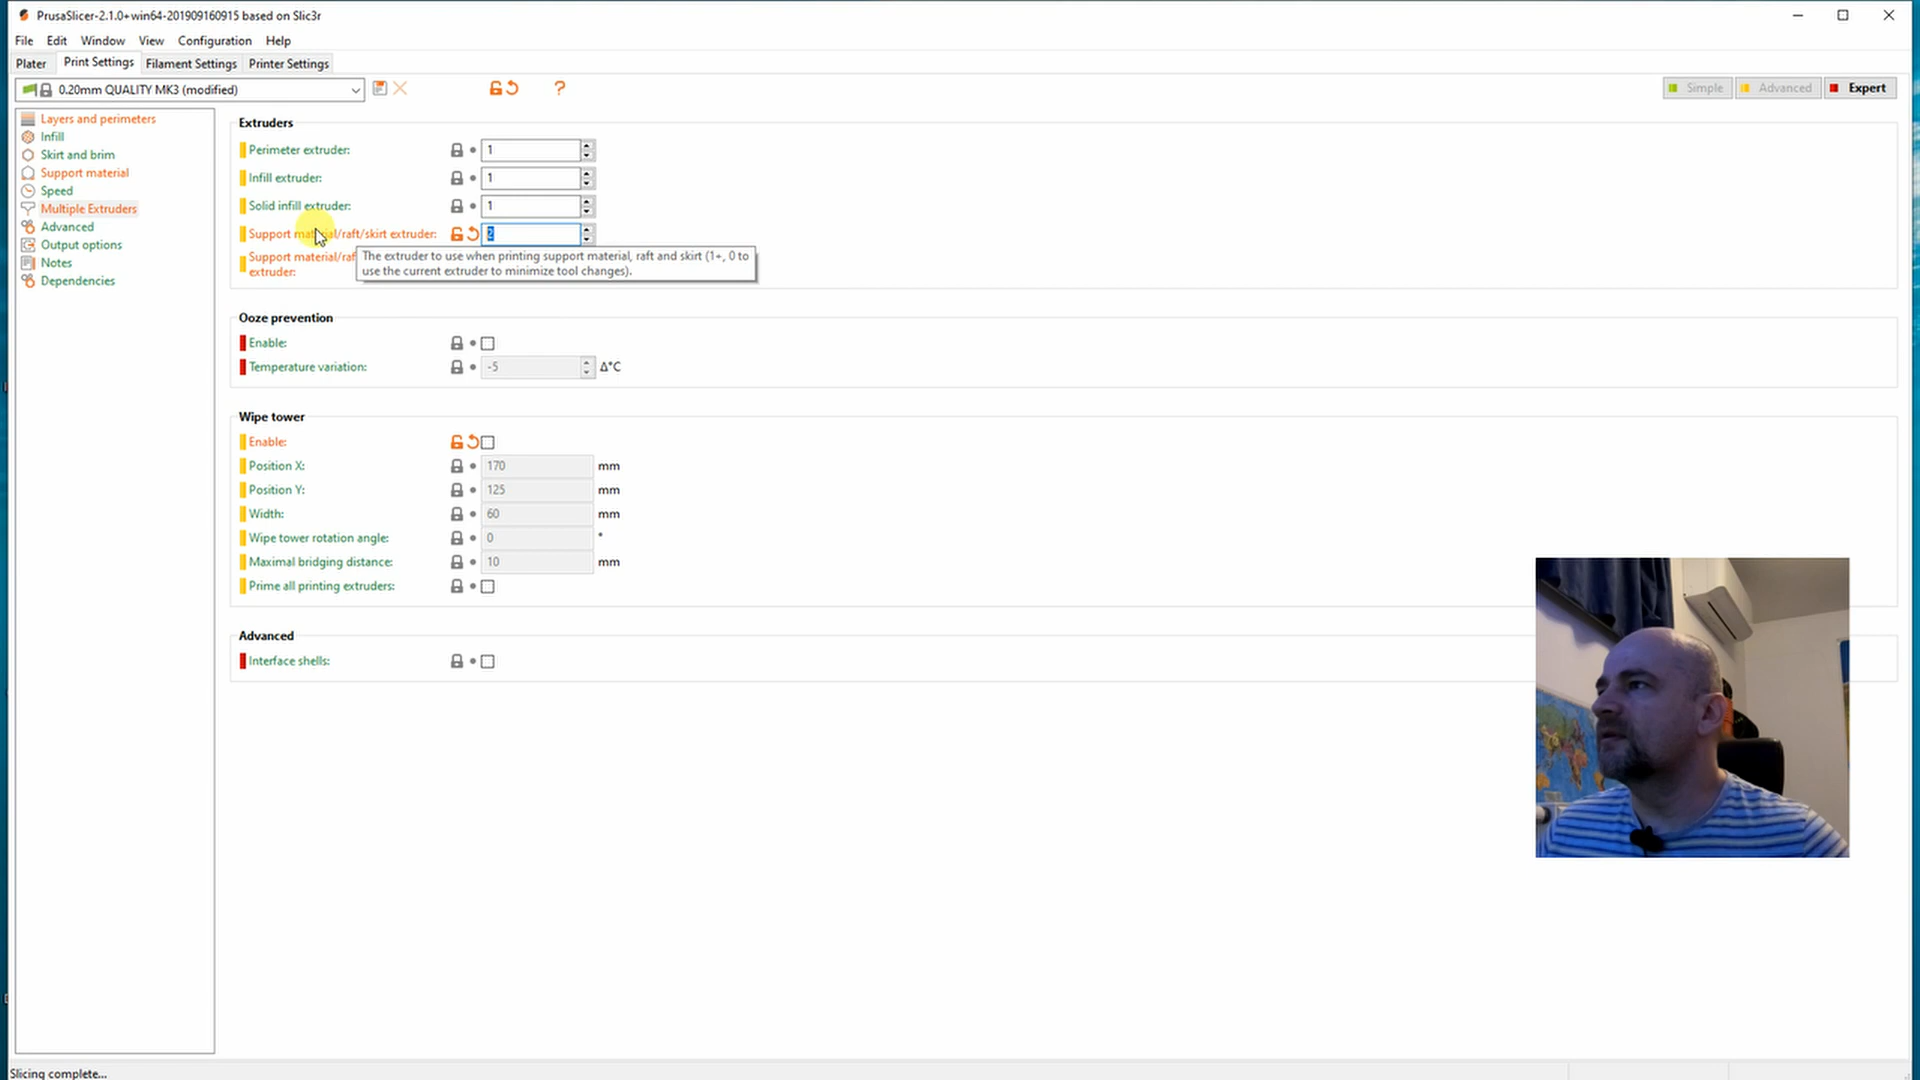 PrusaSlicer-2.1.0+win64-201909160915 based on Slic3r
File Edit Window View Configuration Help
Plater Print Settings Filament Settings Printer Settings
0.20mm QUALITY MK3 (modified)
?
Simple Advanced Expert
Layers and perimeters
Infill
Skirt and brim
Support material
Speed
Multiple Extruders
Advanced
Output options
Notes
Dependencies
Extruders
Perimeter extruder: 1
Infill extruder: 1
Solid infill extruder: 1
Support material/raft/skirt extruder: 2
Support material/raf
extruder:
The extruder to use when printing support material, raft and skirt (1+, 0 to
use the current extruder to minimize tool changes).
Ooze prevention
Enable:
Temperature variation: -5 Δ°C
Wipe tower
Enable:
Position X: 170 mm
Position Y: 125 mm
Width: 60 mm
Wipe tower rotation angle: 0 °
Maximal bridging distance: 10 mm
Prime all printing extruders:
Advanced
Interface shells:
Slicing complete...